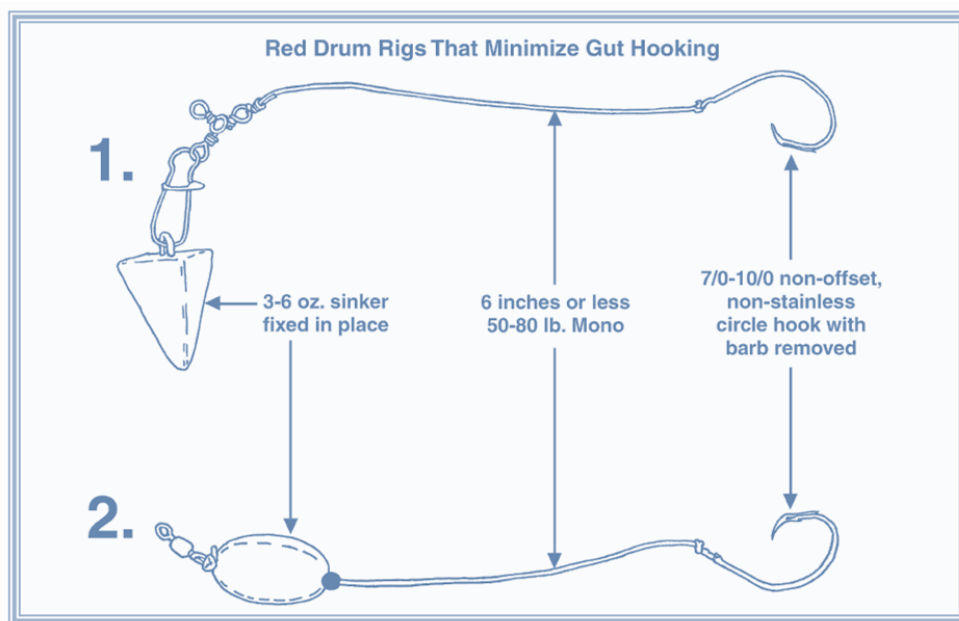 Red Drum Rigs That Minimize Gut Hooking
1.
3-6 oz. sinker
fixed in place
6 inches or less
50-80 lb. Mono
7/0-10/0 non-offset,
non-stainless
circle hook with
barb removed
2.